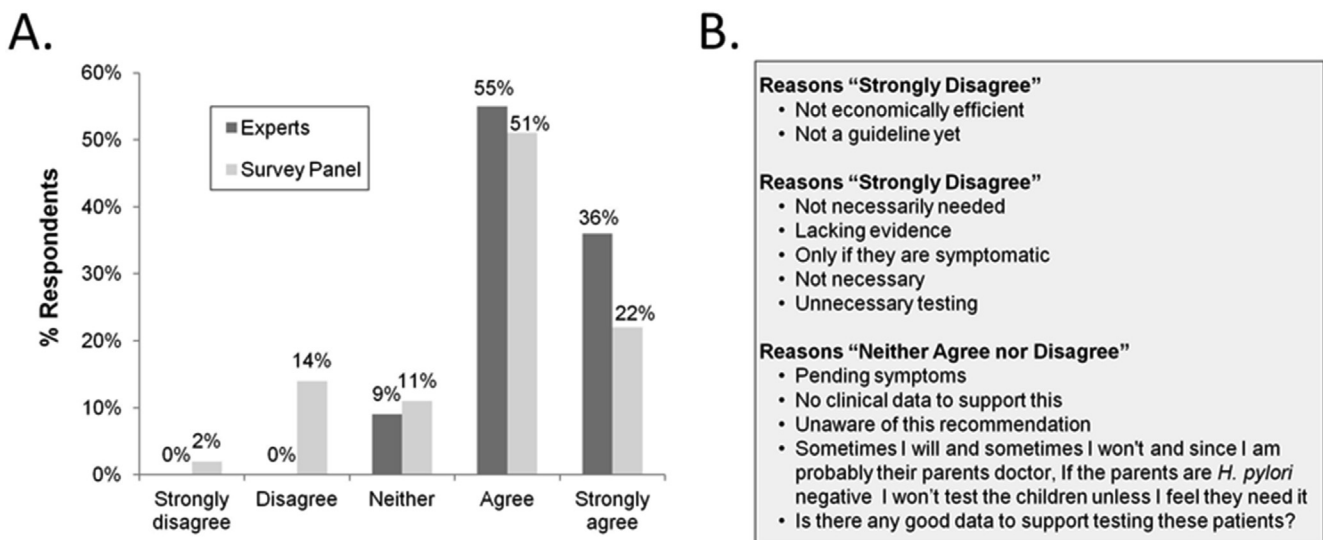 A.
60%
50%
40%
30%
20%
10%
0%
% Respondents
Experts
Survey Panel
0%
2%
0%
14%
9%
11%
55%
51%
36%
22%
Strongly
disagree
Disagree
Neither
Agree
Strongly
agree
B.
Reasons “Strongly Disagree”
• Not economically efficient
• Not a guideline yet
Reasons “Strongly Disagree”
• Not necessarily needed
• Lacking evidence
• Only if they are symptomatic
• Not necessary
• Unnecessary testing
Reasons “Neither Agree nor Disagree”
• Pending symptoms
• No clinical data to support this
• Unaware of this recommendation
• Sometimes I will and sometimes I won't and since I am
probably their parents doctor, If the parents are H. pylori
negative I won’t test the children unless I feel they need it
• Is there any good data to support testing these patients?